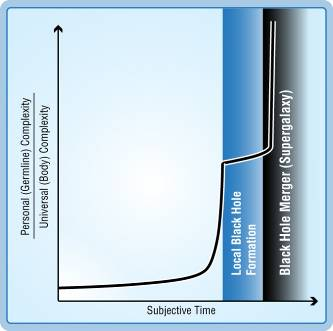 Personal (Germline) Complexity
Universal (Body) Complexity
Local Black Hole
Formation
Black Hole Merger (Supergalaxy)
Subjective Time